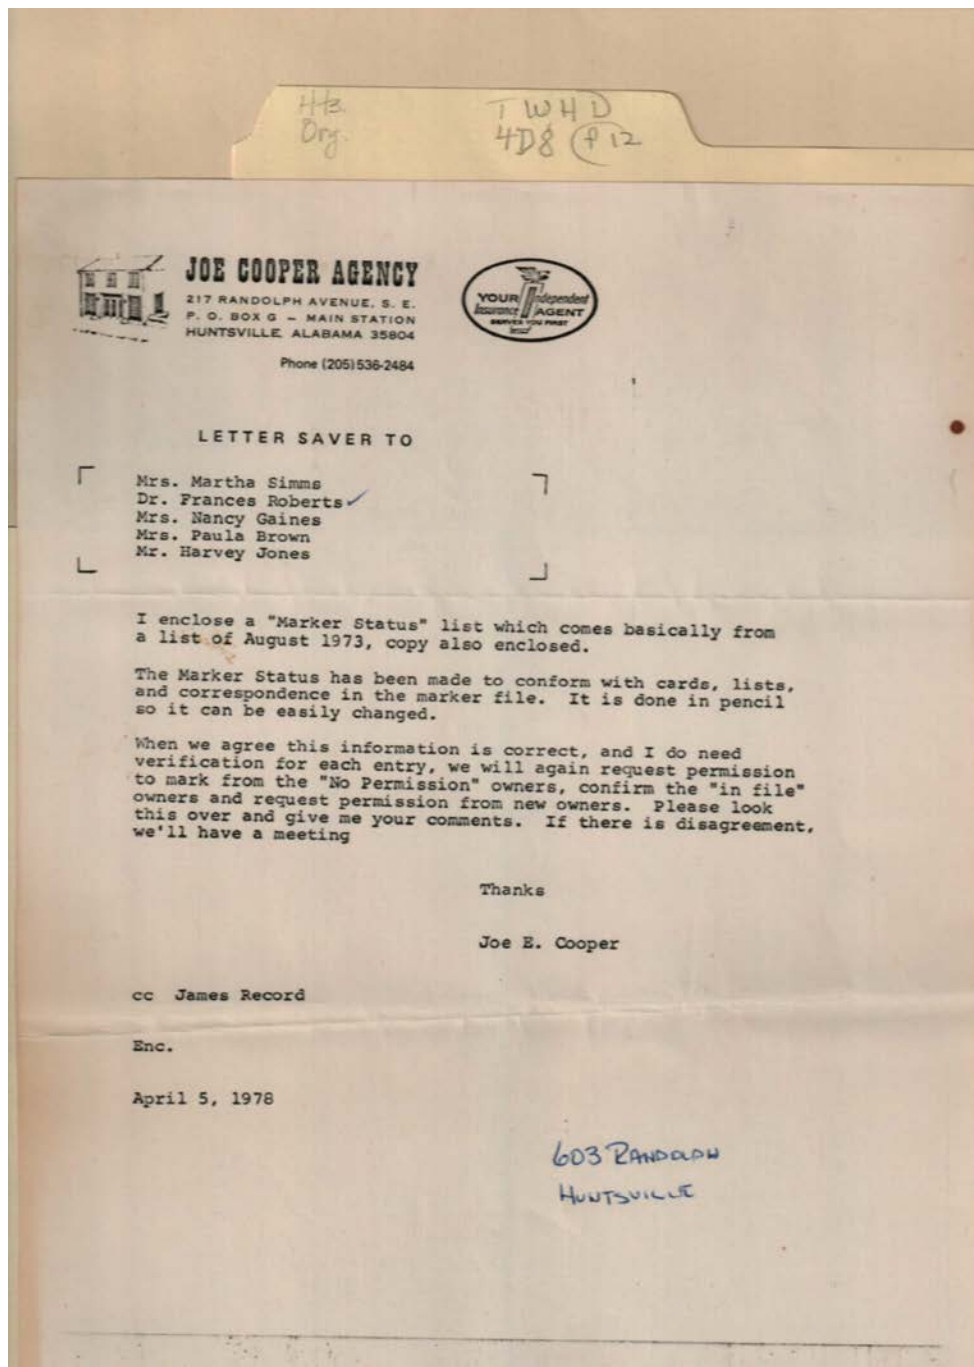 Hts. TWHD
Org. 4D8 P 12
JOE COOPER AGENCY
217 RANDOLPH AVENUE, S. E.
P. O. BOX G – MAIN STATION
HUNTSVILLE, ALABAMA 35804
Phone (205) 536-2484
YOUR Independent
Insurance AGENT
SERVES YOU FIRST
LETTER SAVER TO
Mrs. Martha Simms
Dr. Frances Roberts ✓
Mrs. Nancy Gaines
Mrs. Paula Brown
Mr. Harvey Jones
I enclose a "Marker Status" list which comes basically from
a list of August 1973, copy also enclosed.
The Marker Status has been made to conform with cards, lists,
and correspondence in the marker file. It is done in pencil
so it can be easily changed.
When we agree this information is correct, and I do need
verification for each entry, we will again request permission
to mark from the "No Permission" owners, confirm the "in file"
owners and request permission from new owners. Please look
this over and give me your comments. If there is disagreement,
we'll have a meeting
Thanks
Joe E. Cooper
cc James Record
Enc.
April 5, 1978
603 RANDOLPH
HUNTSVILLE